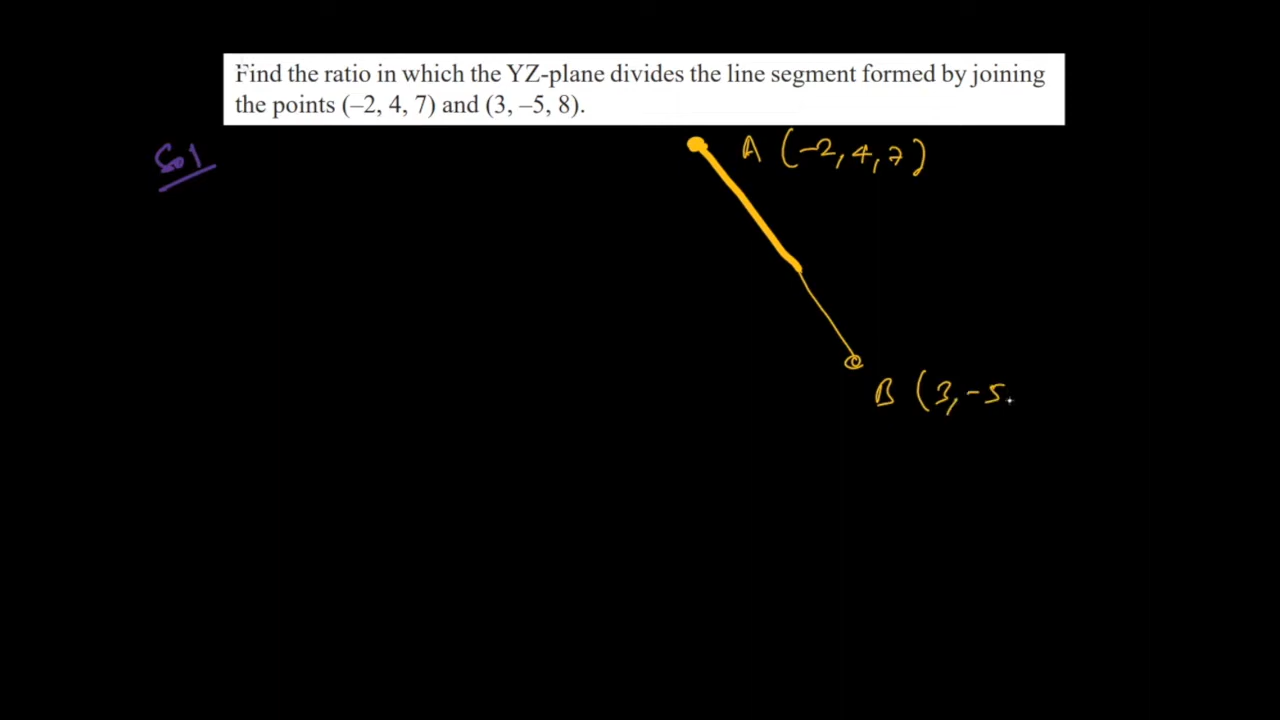 Find the ratio in which the YZ-plane divides the line segment formed by joining
the points (–2, 4, 7) and (3, –5, 8).
Sol
A (-2, 4, 7)
B (3, -5